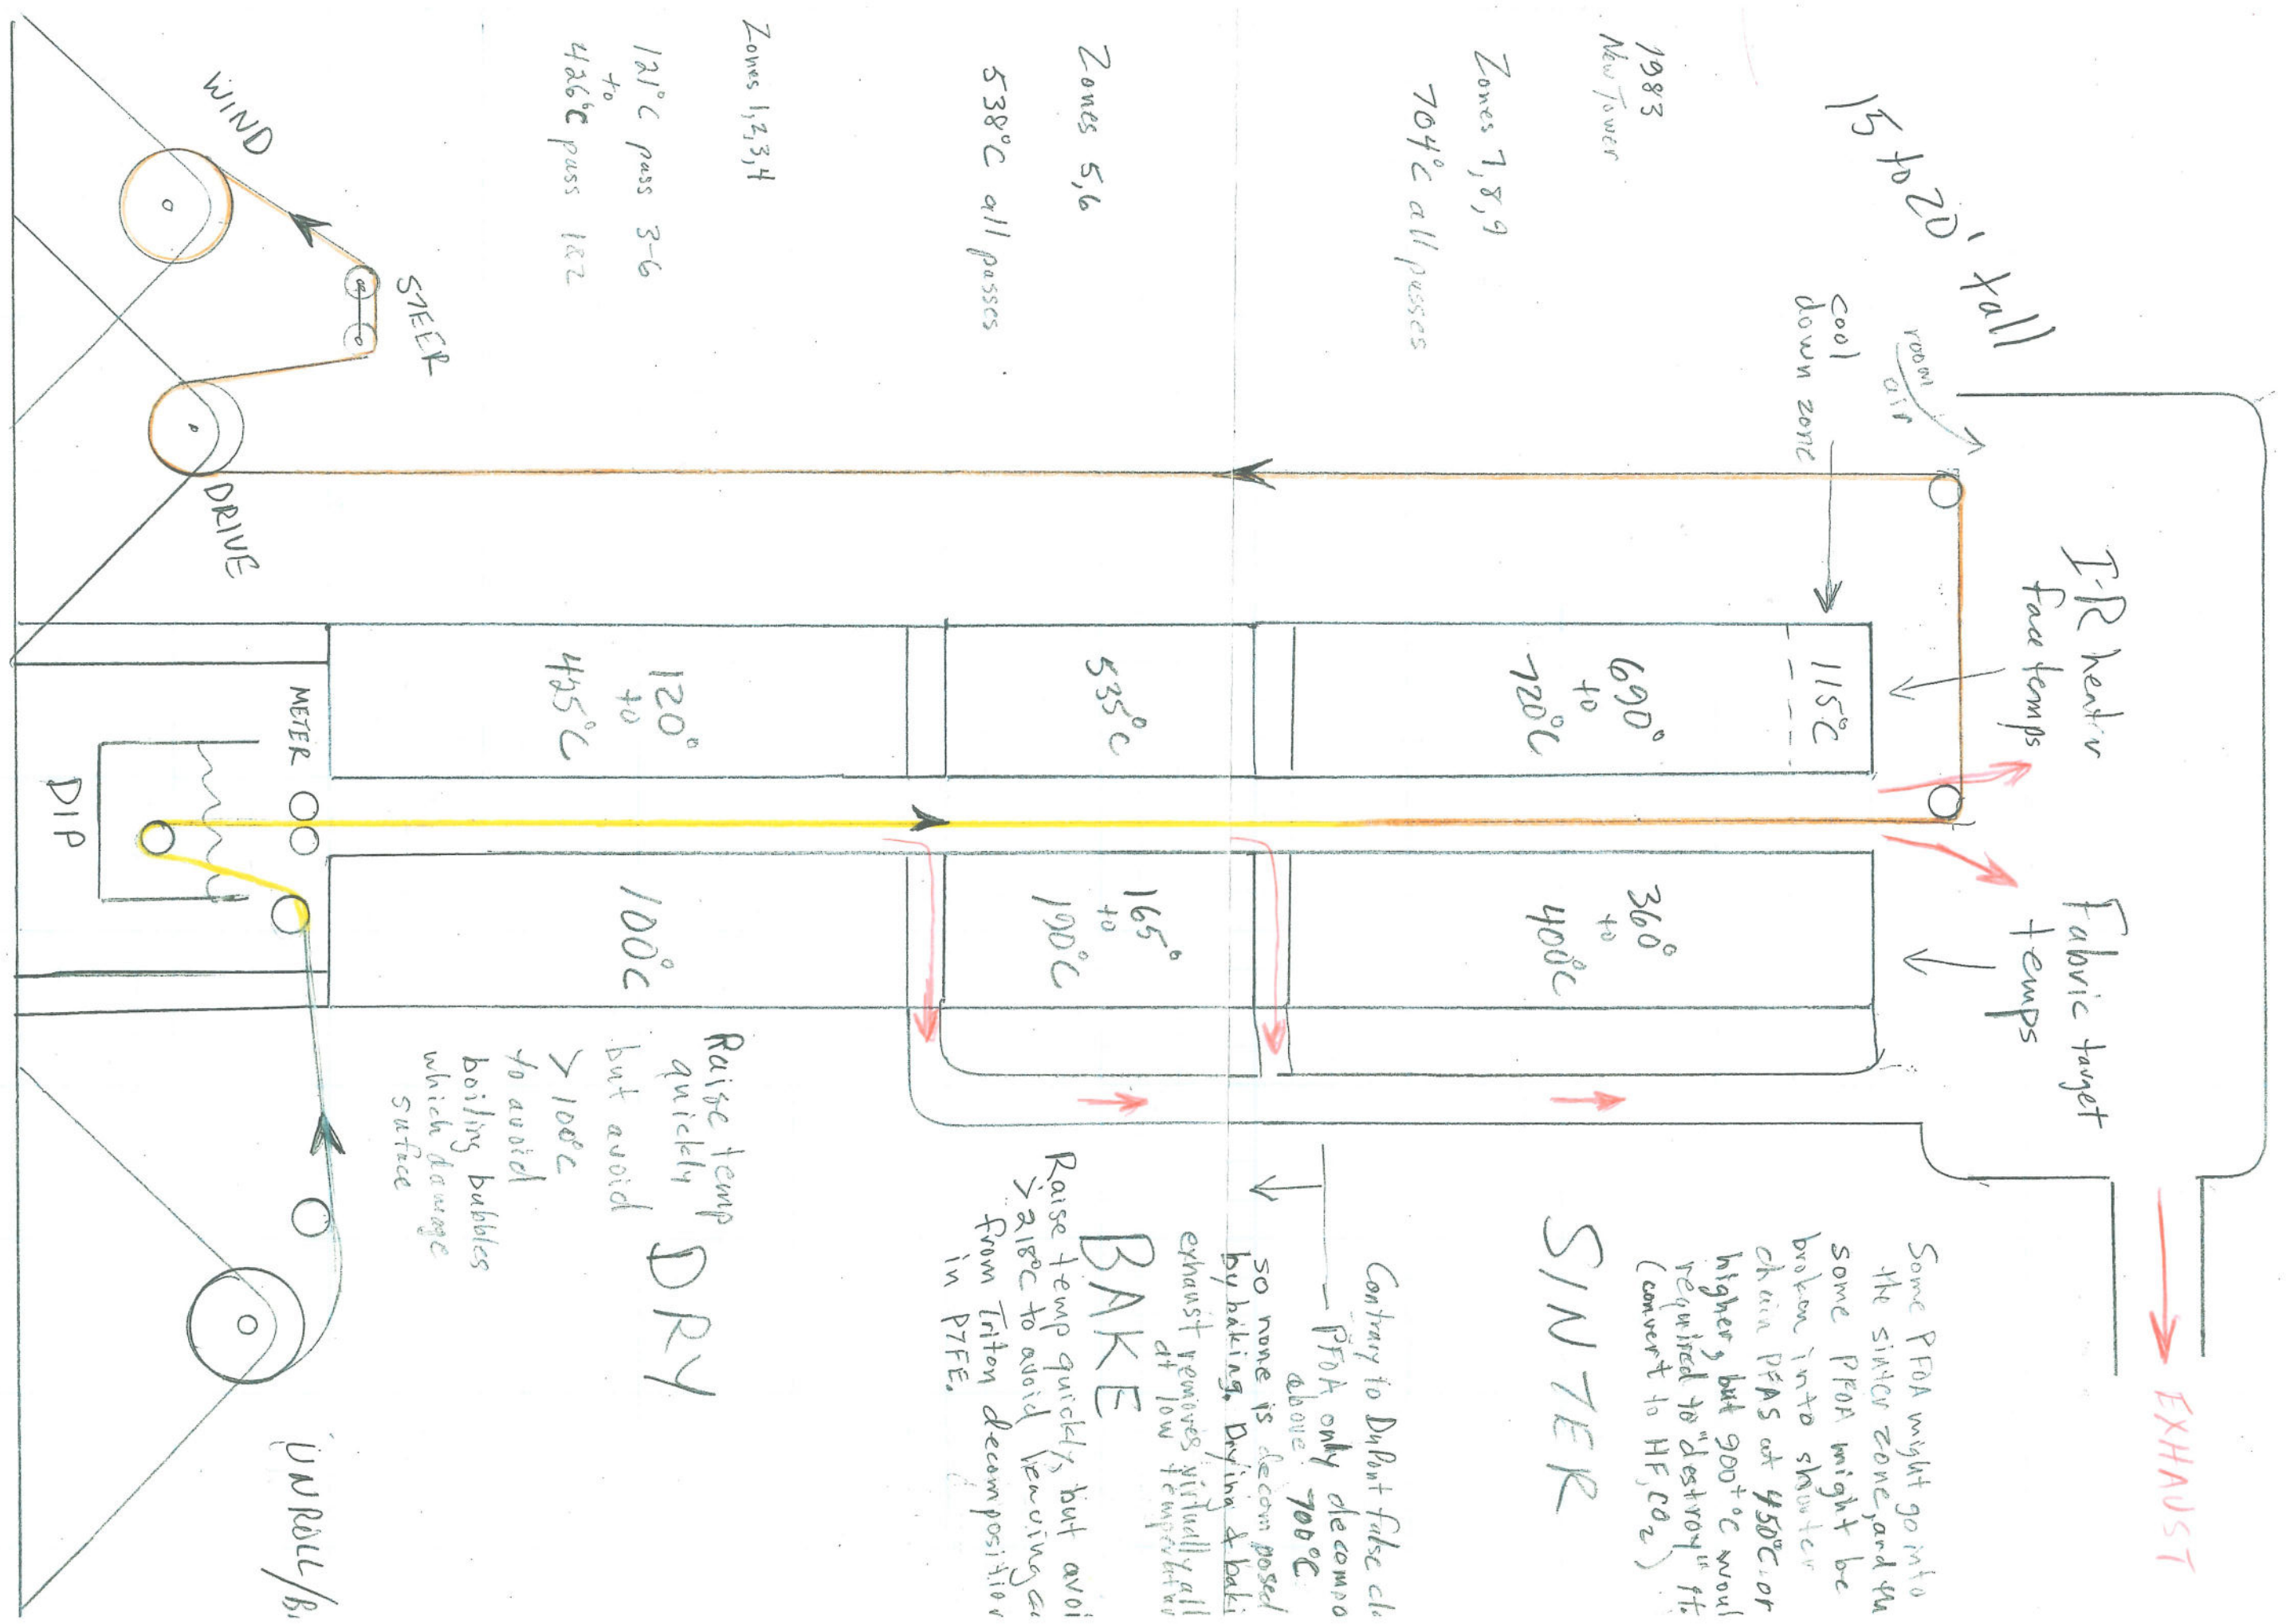 15 to 20' tall
room
air
cool
down zone
1983
New Tower
Zones 7,8,9
704°C all passes
Zones 5,6
538°C all passes
Zones 1,2,3,4
121°C pass 3-6
to
426°C pass 1&2
WIND
STEER
DRIVE
I-R heater
face temps
115°C
690°
to
720°C
535°C
120°
to
425°C
METER
DIP
Fabric target
temps
360°
to
400°C
165°
to
190°C
100°C
EXHAUST
Some PFOA might go into
the sinter zone, and
some PFOA might be
broken into shorter
chain PFAS at 450°C or
higher, but 900+°C
required to "destroy" it.
(convert to HF, CO2)
SINTER
Contrary to DuPont false
PFOA only
above 700°C
so none is decomposed
by baking. Drying &
exhaust removes virtually all
at low
BAKE
Raise temp quickly, but
>218°C to avoid leaving
from Triton decomposition
in PTFE.
DRY
Raise temp
quickly
but avoid
>100°C
to avoid
boiling bubbles
which damage
surface
UNROLL/